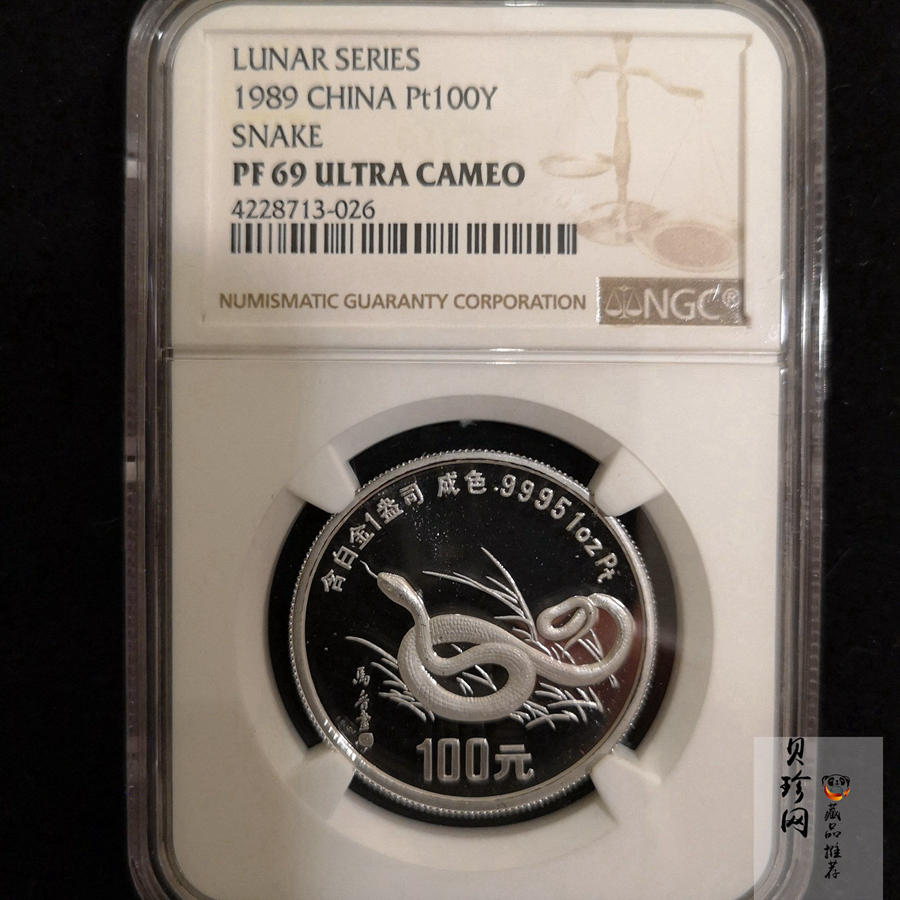 LUNAR SERIES
1989 CHINA Pt100Y
SNAKE
PF 69 ULTRA CAMEO
4228713-026
NUMISMATIC GUARANTY CORPORATION
NGC®
含白金1盎司 成色.9995 1oz Pt
100元
贝珍网
藏品推荐